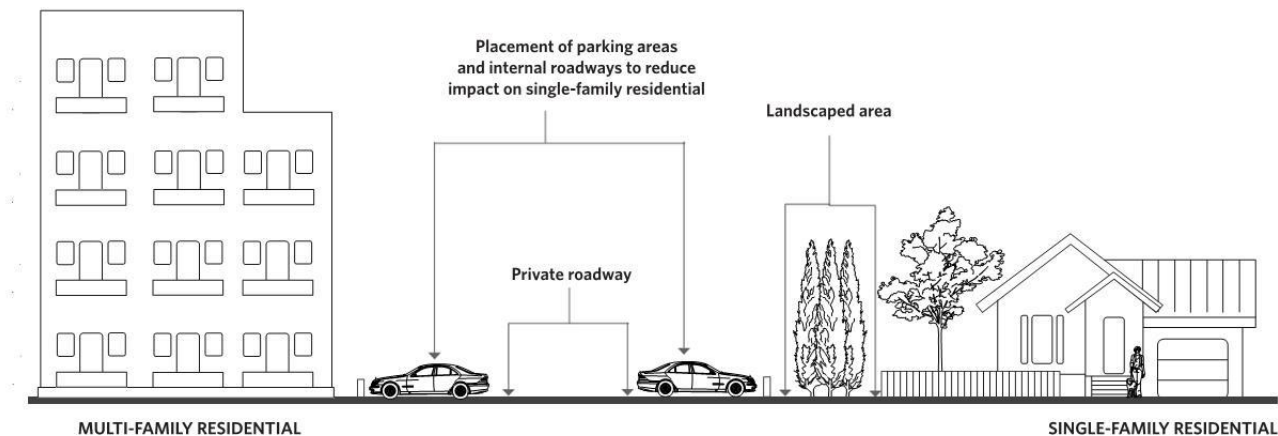 Placement of parking areas
and internal roadways to reduce
impact on single-family residential
Landscaped area
Private roadway
MULTI-FAMILY RESIDENTIAL
SINGLE-FAMILY RESIDENTIAL